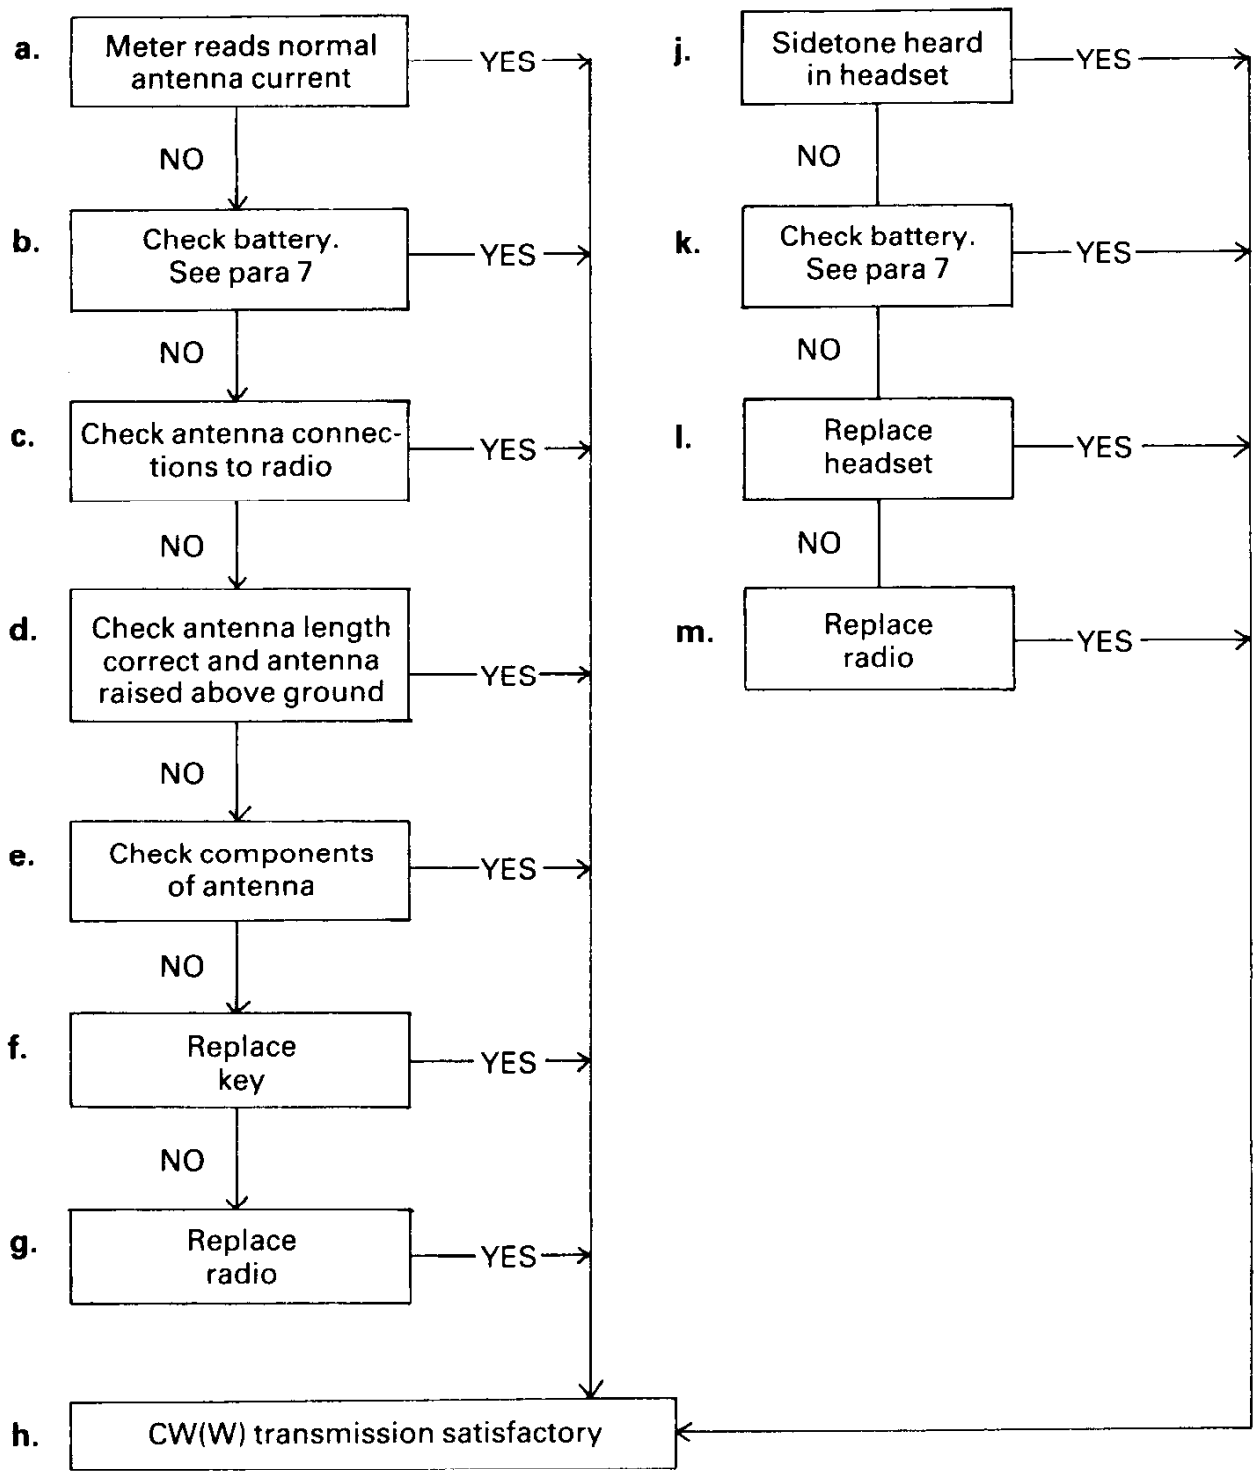 a.
Meter reads normal
antenna current
YES
NO
b.
Check battery.
See para 7
YES
NO
c.
Check antenna connec-
tions to radio
YES
NO
d.
Check antenna length
correct and antenna
raised above ground
YES
NO
e.
Check components
of antenna
YES
NO
f.
Replace
key
YES
NO
g.
Replace
radio
YES
h.
CW(W) transmission satisfactory
j.
Sidetone heard
in headset
YES
NO
k.
Check battery.
See para 7
YES
NO
l.
Replace
headset
YES
NO
m.
Replace
radio
YES